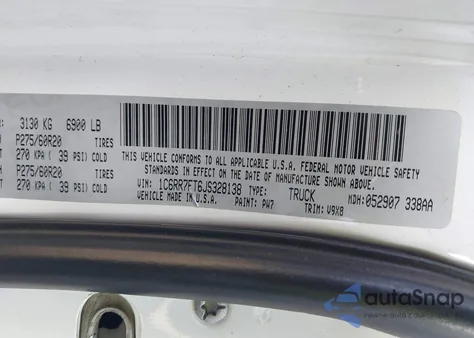 3130 KG 6900 LB
P275/60R20 TIRES
270 KPA ( 39 PSI) COLD
P275/60R20 TIRES
270 KPA ( 39 PSI) COLD
THIS VEHICLE CONFORMS TO ALL APPLICABLE U.S.A. FEDERAL MOTOR VEHICLE SAFETY
STANDARDS IN EFFECT ON THE DATE OF MANUFACTURE SHOWN ABOVE.
VIN: 1C6RR7FT6JS328138 TYPE: TRUCK MDH: 052907 338AA
MADE IN U.S.A. PAINT: PW7 TRIM: V9X8
autoSnap